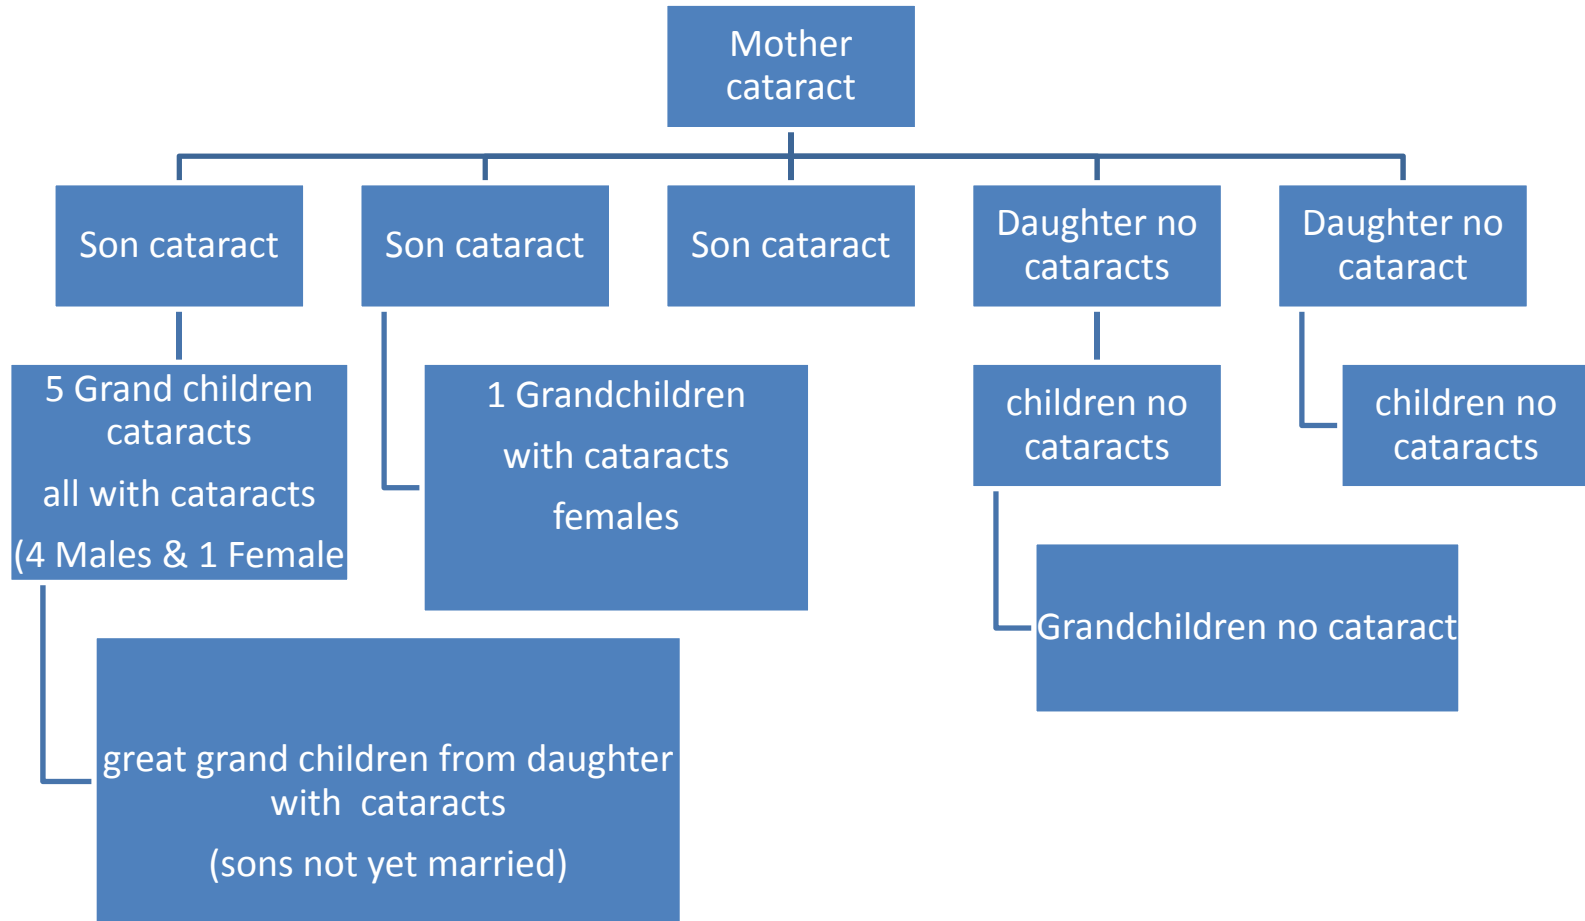 Mother
cataract
Son cataract
Son cataract
Son cataract
Daughter no
cataracts
Daughter no
cataract
5 Grand children
cataracts
all with cataracts
(4 Males & 1 Female
1 Grandchildren
with cataracts
females
children no
cataracts
children no
cataracts
Grandchildren no cataract
great grand children from daughter
with cataracts
(sons not yet married)